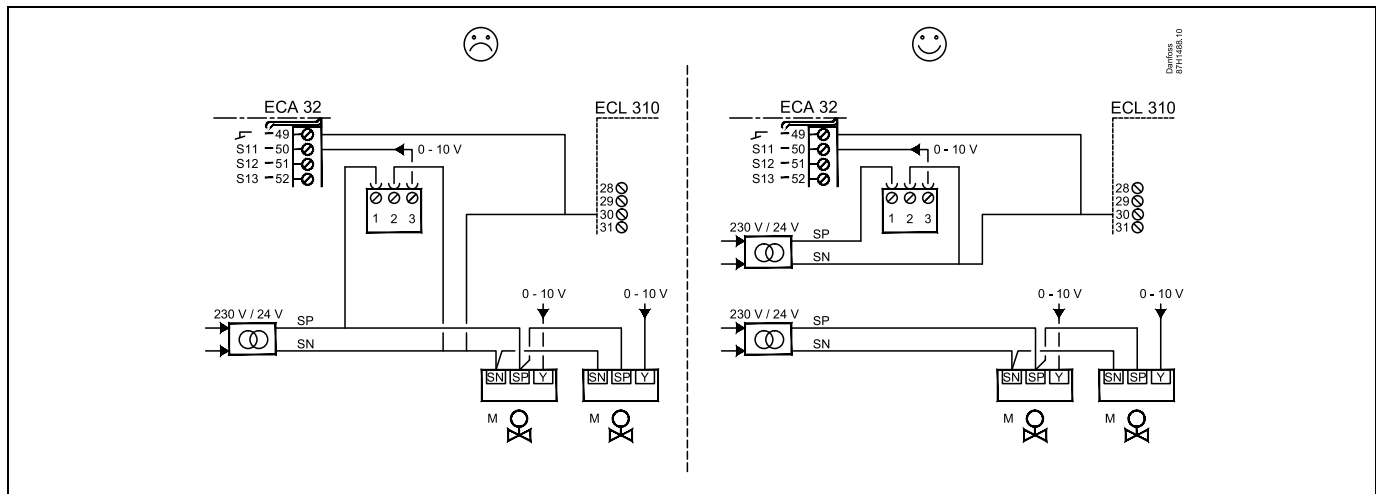 Danfoss
87H1488.10
ECA 32
ECL 310
49
S11 50
S12 51
S13 52
0 - 10 V
1 2 3
28
29
30
31
230 V / 24 V
SP
SN
0 - 10 V
0 - 10 V
SN SP Y
SN SP Y
M
M
ECA 32
ECL 310
49
S11 50
S12 51
S13 52
0 - 10 V
1 2 3
28
29
30
31
230 V / 24 V
SP
SN
230 V / 24 V
SP
SN
0 - 10 V
0 - 10 V
SN SP Y
SN SP Y
M
M